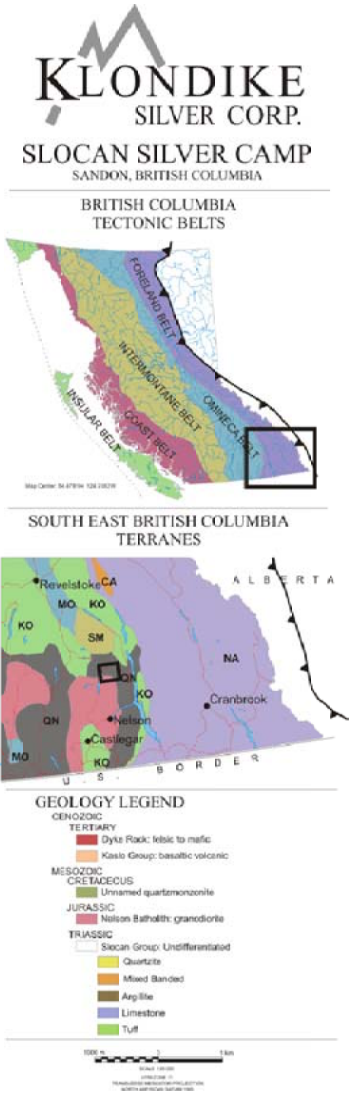 KLONDIKE
SILVER CORP.
SLOCAN SILVER CAMP
SANDON, BRITISH COLUMBIA
BRITISH COLUMBIA
TECTONIC BELTS
FORELAND BELT
OMINECA BELT
INTERMONTANE BELT
COAST BELT
INSULAR BELT
Map Center:
SOUTH EAST BRITISH COLUMBIA
TERRANES
ALBERTA
Revelstoke
CA
MO
KO
KO
SM
NA
QN
KO
Cranbrook
QN
Nelson
Castlegar
MO
KO
U.S. BORDER
GEOLOGY LEGEND
CENOZOIC
TERTIARY
Dyke Rock: felsic to mafic
Kaslo Group: basaltic volcanic
MESOZOIC
CRETACEUS
Unnamed quartzmonzonite
JURASSIC
Nelson Batholith: granodiorite
TRIASSIC
Slocan Group: Undifferentiated
Quartzite
Mixed Banded
Argillite
Limestone
Tuff
1 km